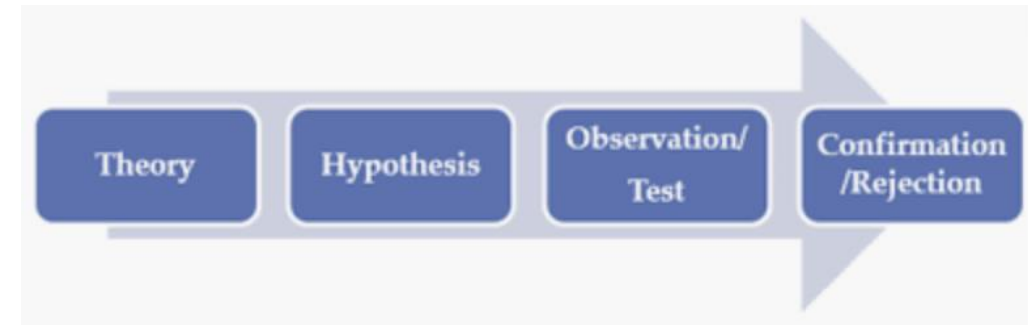 Theory
Hypothesis
Observation/
Test
Confirmation
/Rejection